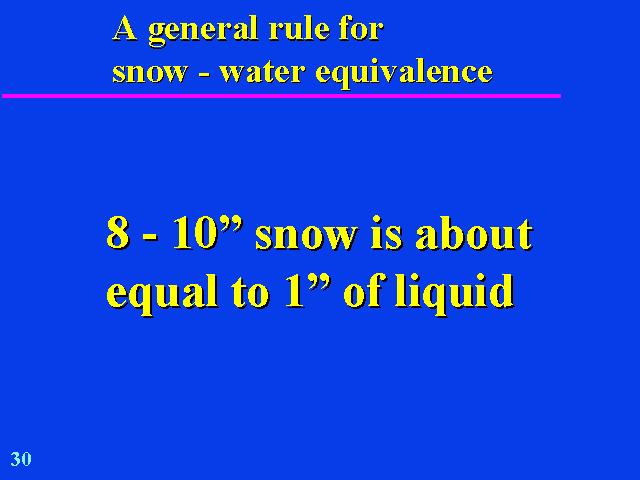 A general rule for
snow - water equivalence
8 - 10” snow is about
equal to 1” of liquid
30